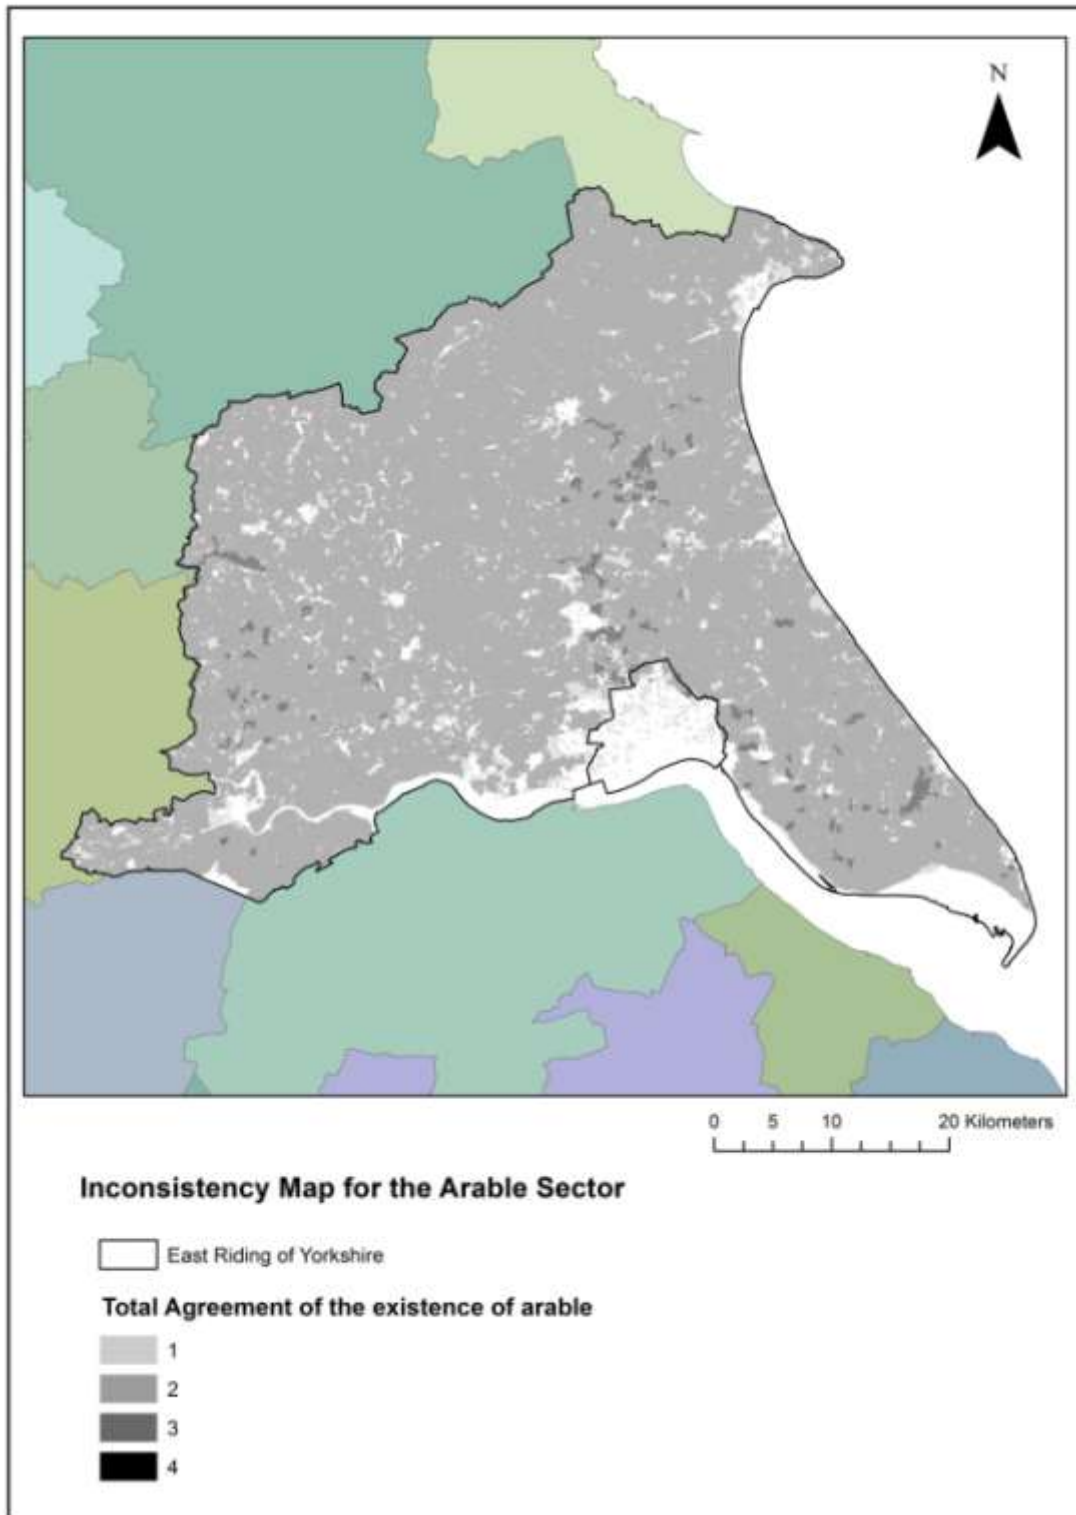 N
0 5 10 20 Kilometers
Inconsistency Map for the Arable Sector
East Riding of Yorkshire
Total Agreement of the existence of arable
1
2
3
4